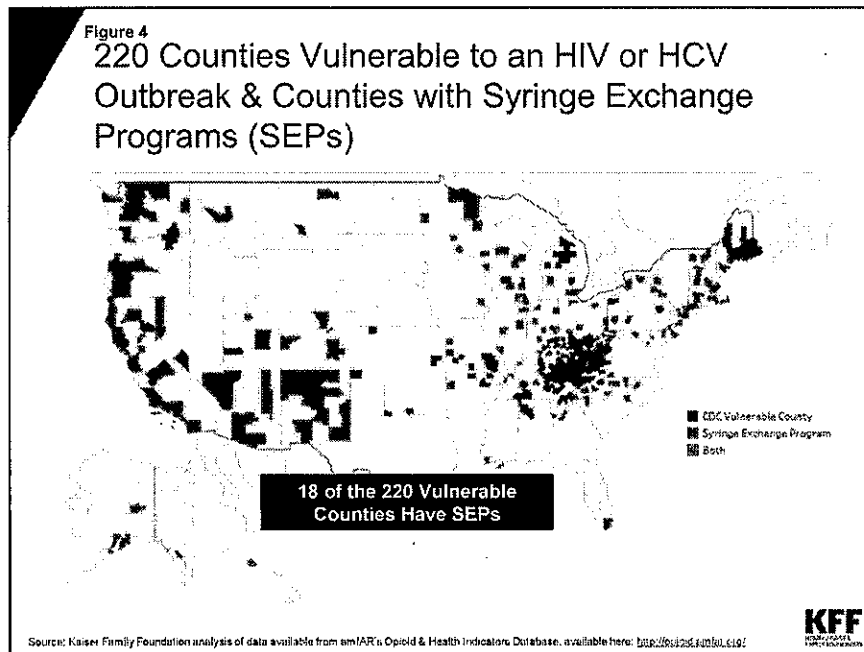 Figure 4
220 Counties Vulnerable to an HIV or HCV
Outbreak & Counties with Syringe Exchange
Programs (SEPs)
CDC Vulnerable County
Syringe Exchange Program
Both
18 of the 220 Vulnerable
Counties Have SEPs
KFF
Source: Kaiser Family Foundation analysis of data available from amfAR's Opioid & Health Indicators Database, available here: